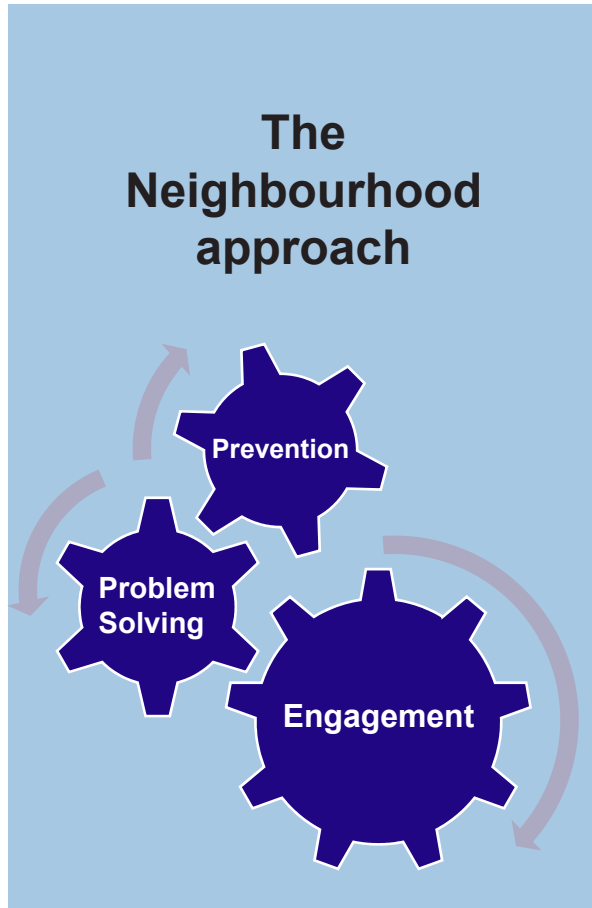 The
Neighbourhood
approach
Prevention
Problem
Solving
Engagement